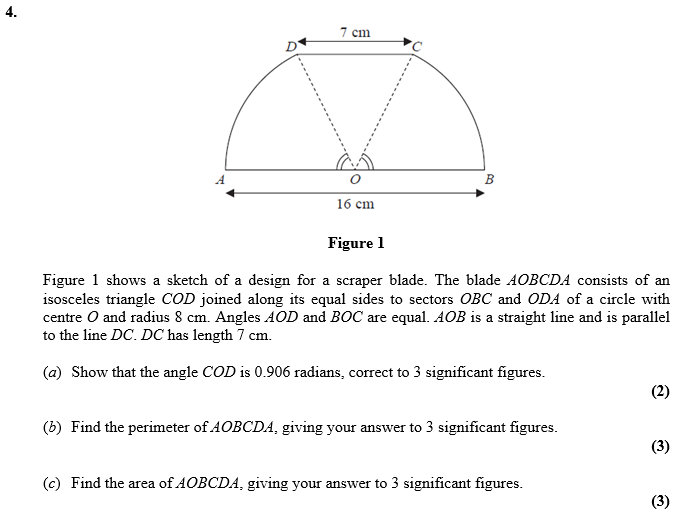 4.
7 cm
D
C
A
O
B
16 cm
Figure 1
Figure 1 shows a sketch of a design for a scraper blade. The blade AOBCDA consists of an
isosceles triangle COD joined along its equal sides to sectors OBC and ODA of a circle with
centre O and radius 8 cm. Angles AOD and BOC are equal. AOB is a straight line and is parallel
to the line DC. DC has length 7 cm.
(a) Show that the angle COD is 0.906 radians, correct to 3 significant figures.
(2)
(b) Find the perimeter of AOBCDA, giving your answer to 3 significant figures.
(3)
(c) Find the area of AOBCDA, giving your answer to 3 significant figures.
(3)